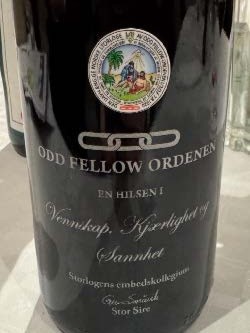 ODD FELLOW ORDENEN
EN HILSEN I
Vennskap, Kjærlighet og
Sannhet
Storlogens embedskollegium
Stor Sire